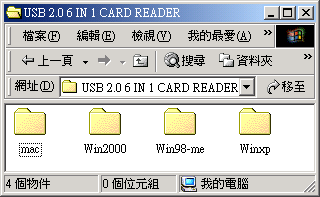 USB 2.0 6 IN 1 CARD READER
檔案(F) 編輯(E) 檢視(V) 我的最愛(A) »
上一頁 » 搜尋 資料夾
網址(D) USB 2.0 6 IN 1 CARD READER 移至
mac Win2000 Win98-me Winxp
4 個物件 0 個位元組 我的電腦